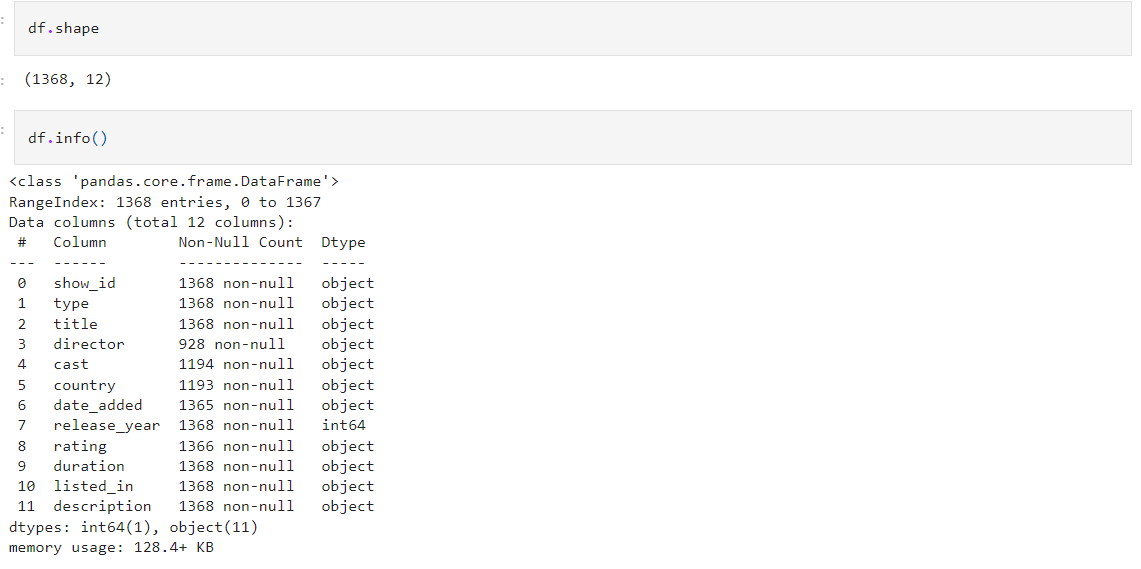 df.shape
(1368, 12)
df.info()
<class 'pandas.core.frame.DataFrame'>
RangeIndex: 1368 entries, 0 to 1367
Data columns (total 12 columns):
 #   Column        Non-Null Count  Dtype
---  ------        --------------  -----
 0   show_id       1368 non-null   object
 1   type          1368 non-null   object
 2   title         1368 non-null   object
 3   director      928 non-null    object
 4   cast          1194 non-null   object
 5   country       1193 non-null   object
 6   date_added    1365 non-null   object
 7   release_year  1368 non-null   int64
 8   rating        1366 non-null   object
 9   duration      1368 non-null   object
 10  listed_in     1368 non-null   object
 11  description   1368 non-null   object
dtypes: int64(1), object(11)
memory usage: 128.4+ KB